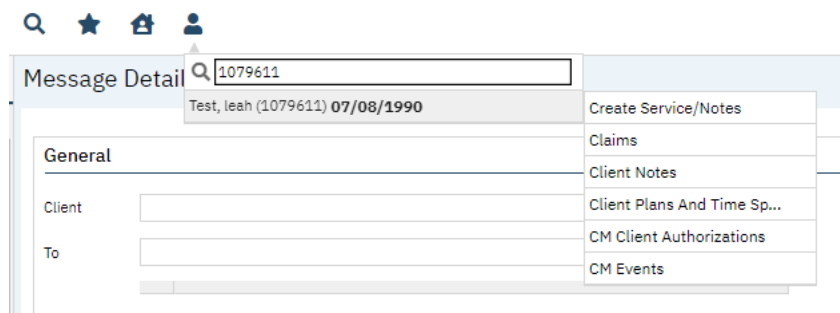 Message Detail
1079611
Test, leah (1079611) 07/08/1990
Create Service/Notes
Claims
Client Notes
Client Plans And Time Sp...
CM Client Authorizations
CM Events
General
Client
To